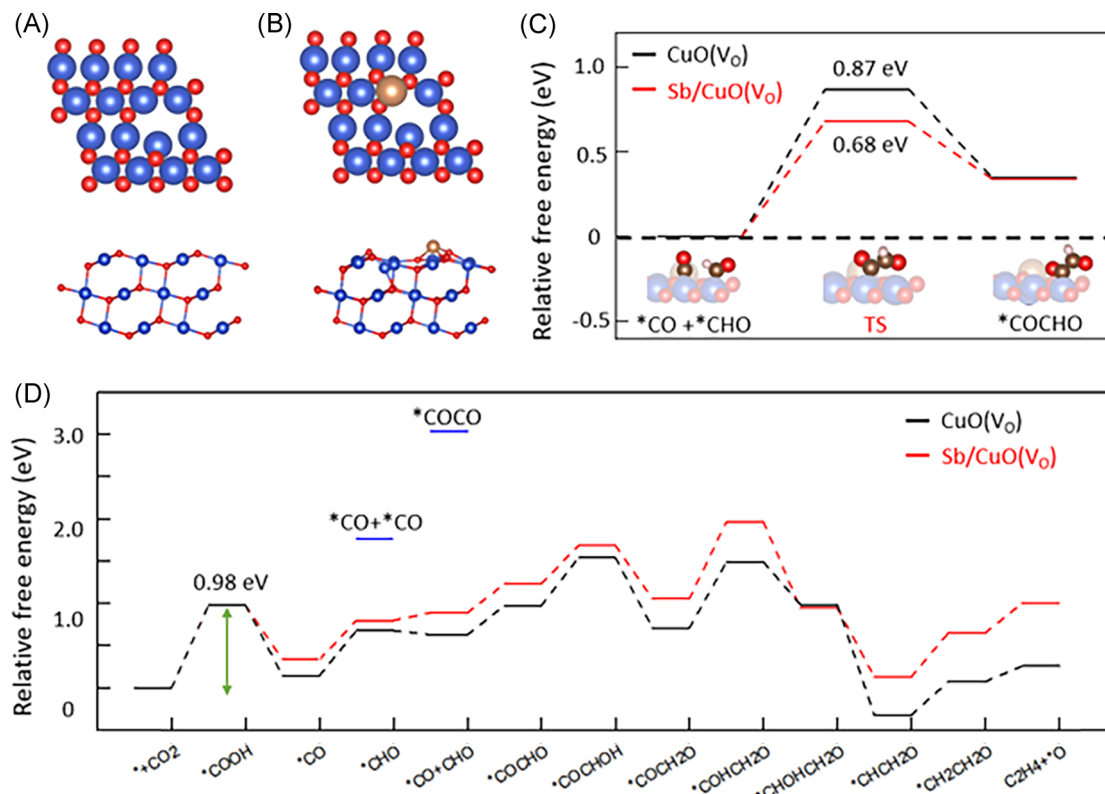 (A)
(B)
(C)
Relative free energy (eV)
1.0
0.5
0
-0.5
CuO(VO)
Sb/CuO(VO)
0.87 eV
0.68 eV
*CO + *CHO
TS
*COCHO
(D)
Relative free energy (eV)
3.0
2.0
1.0
0
*COCO
*CO+*CO
0.98 eV
CuO(VO)
Sb/CuO(VO)
*+CO2
*COOH
*CO
*CHO
*CO+CHO
*COCHO
*COCHOH
*COCH2O
*COHCH2O
*CHOHCH2O
*CHCH2O
*CH2CH2O
C2H4+*O